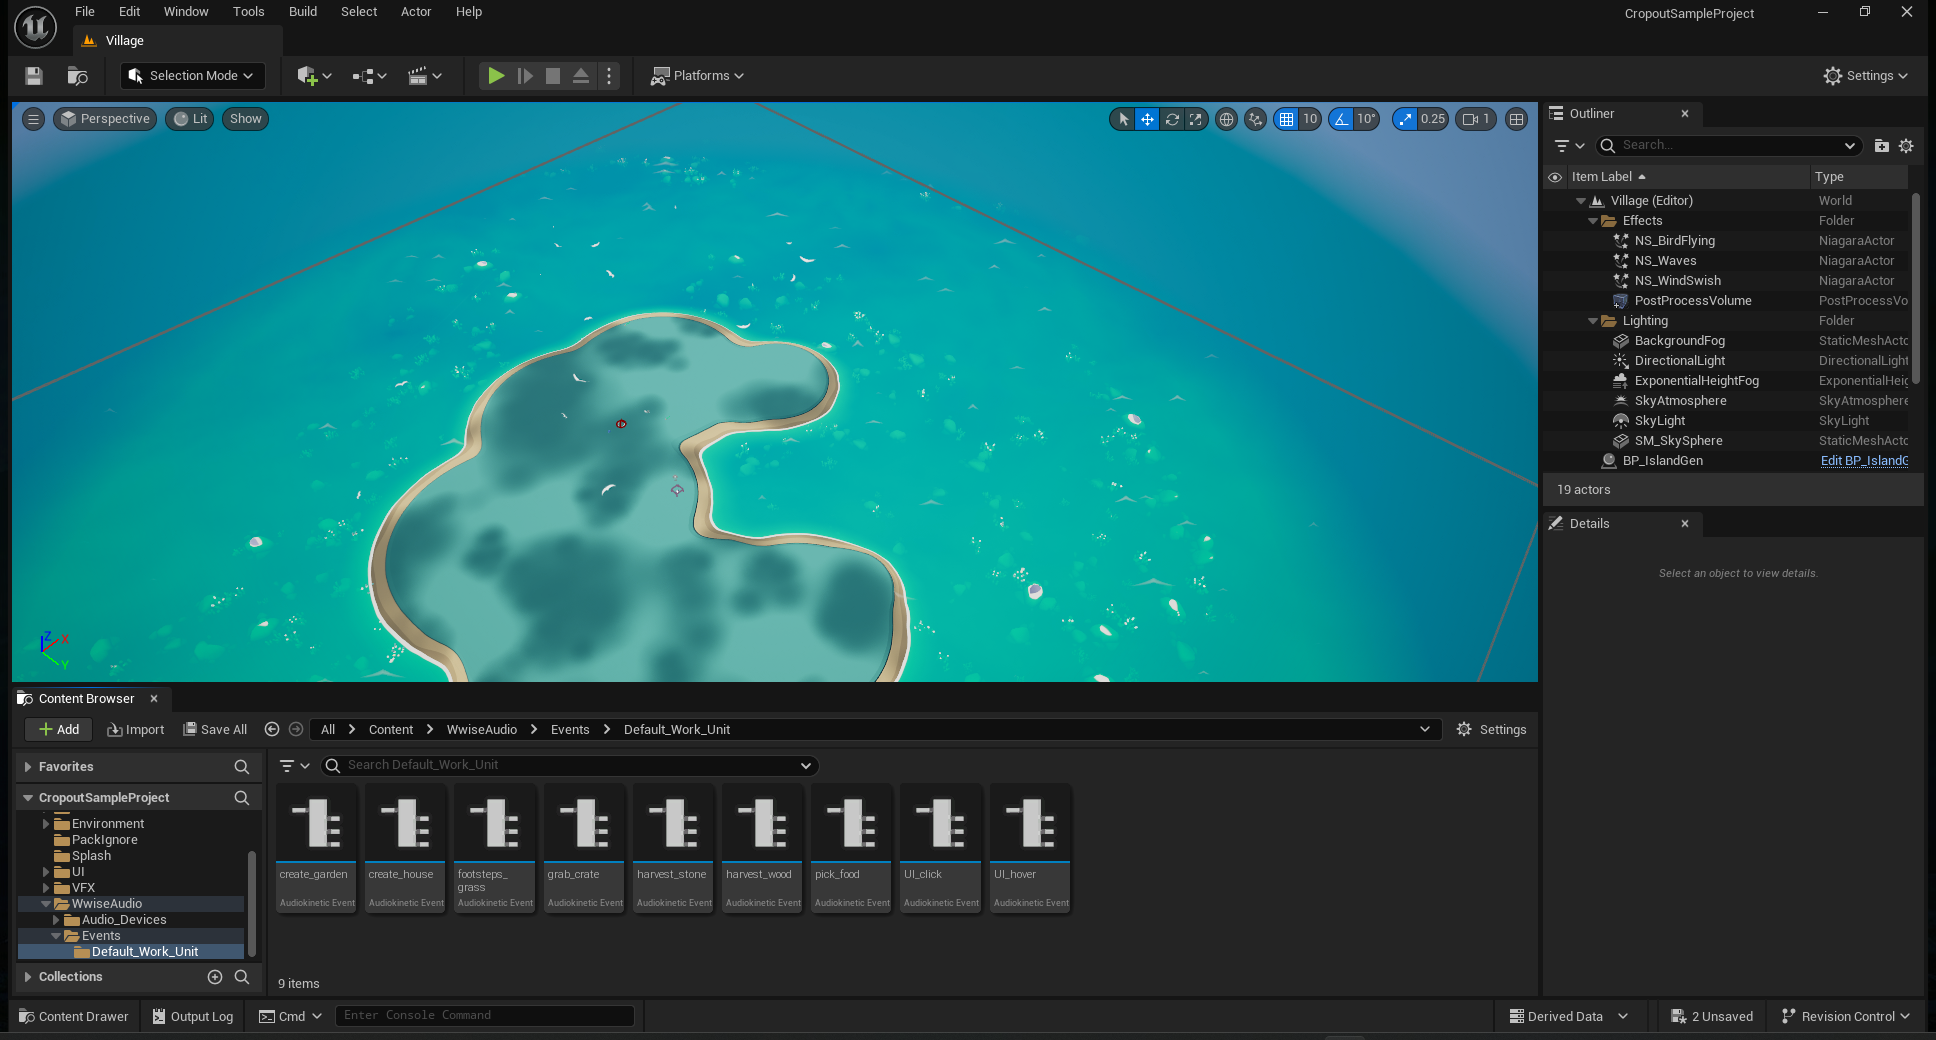 File Edit Window Tools Build Select Actor Help
CropoutSampleProject
Village
Selection Mode
Platforms
Settings
Perspective
Lit
Show
10
10°
0.25
1
Z
X
Y
Outliner
Search...
Item Label
Type
Village (Editor) World
Effects Folder
NS_BirdFlying NiagaraActor
NS_Waves NiagaraActor
NS_WindSwish NiagaraActor
PostProcessVolume PostProcessVo
Lighting Folder
BackgroundFog StaticMeshActo
DirectionalLight DirectionalLight
ExponentialHeightFog ExponentialHeig
SkyAtmosphere SkyAtmosphere
SkyLight SkyLight
SM_SkySphere StaticMeshActo
BP_IslandGen Edit BP_IslandG
19 actors
Details
Select an object to view details.
Content Browser
Add
Import
Save All
All > Content > WwiseAudio > Events > Default_Work_Unit
Settings
Favorites
CropoutSampleProject
Environment
PackIgnore
Splash
UI
VFX
WwiseAudio
Audio_Devices
Events
Default_Work_Unit
Collections
Search Default_Work_Unit
create_garden
Audiokinetic Event
create_house
Audiokinetic Event
footsteps_
grass
Audiokinetic Event
grab_crate
Audiokinetic Event
harvest_stone
Audiokinetic Event
harvest_wood
Audiokinetic Event
pick_food
Audiokinetic Event
UI_click
Audiokinetic Event
UI_hover
Audiokinetic Event
9 items
Content Drawer
Output Log
Cmd
Enter Console Command
Derived Data
2 Unsaved
Revision Control